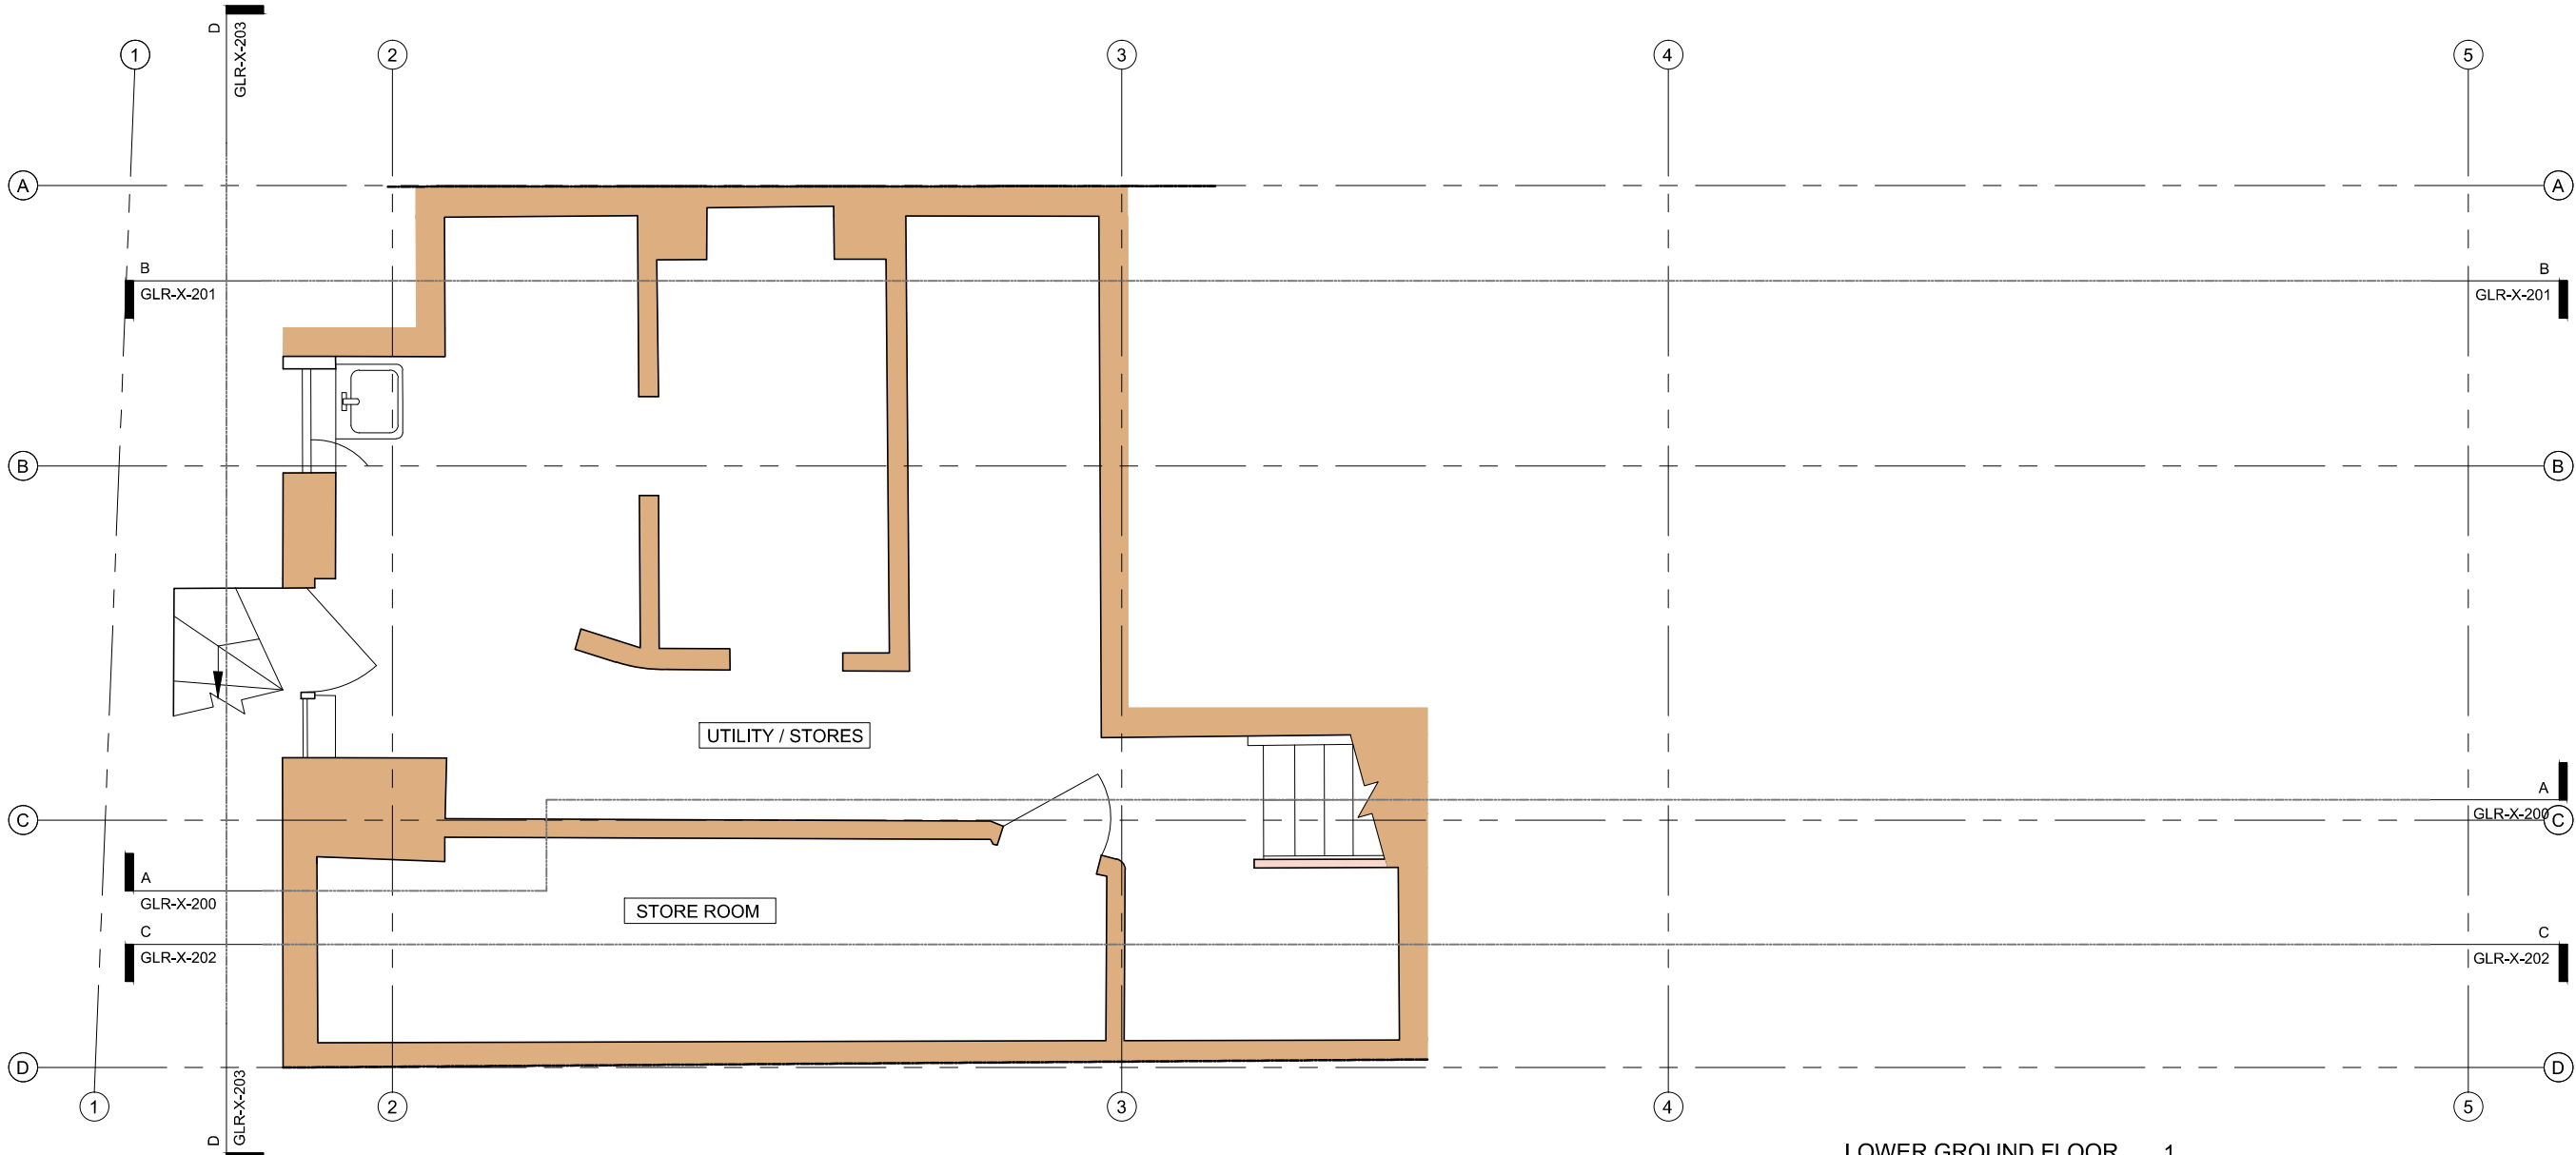 D
GLR-X-203
1
2
3
4
5
A
A
B
GLR-X-201
B
GLR-X-201
B
B
UTILITY / STORES
A
GLR-X-200
C
C
A
GLR-X-200
STORE ROOM
C
GLR-X-202
C
GLR-X-202
D
D
1
2
3
4
5
D
GLR-X-203
LOWER GROUND FLOOR 1